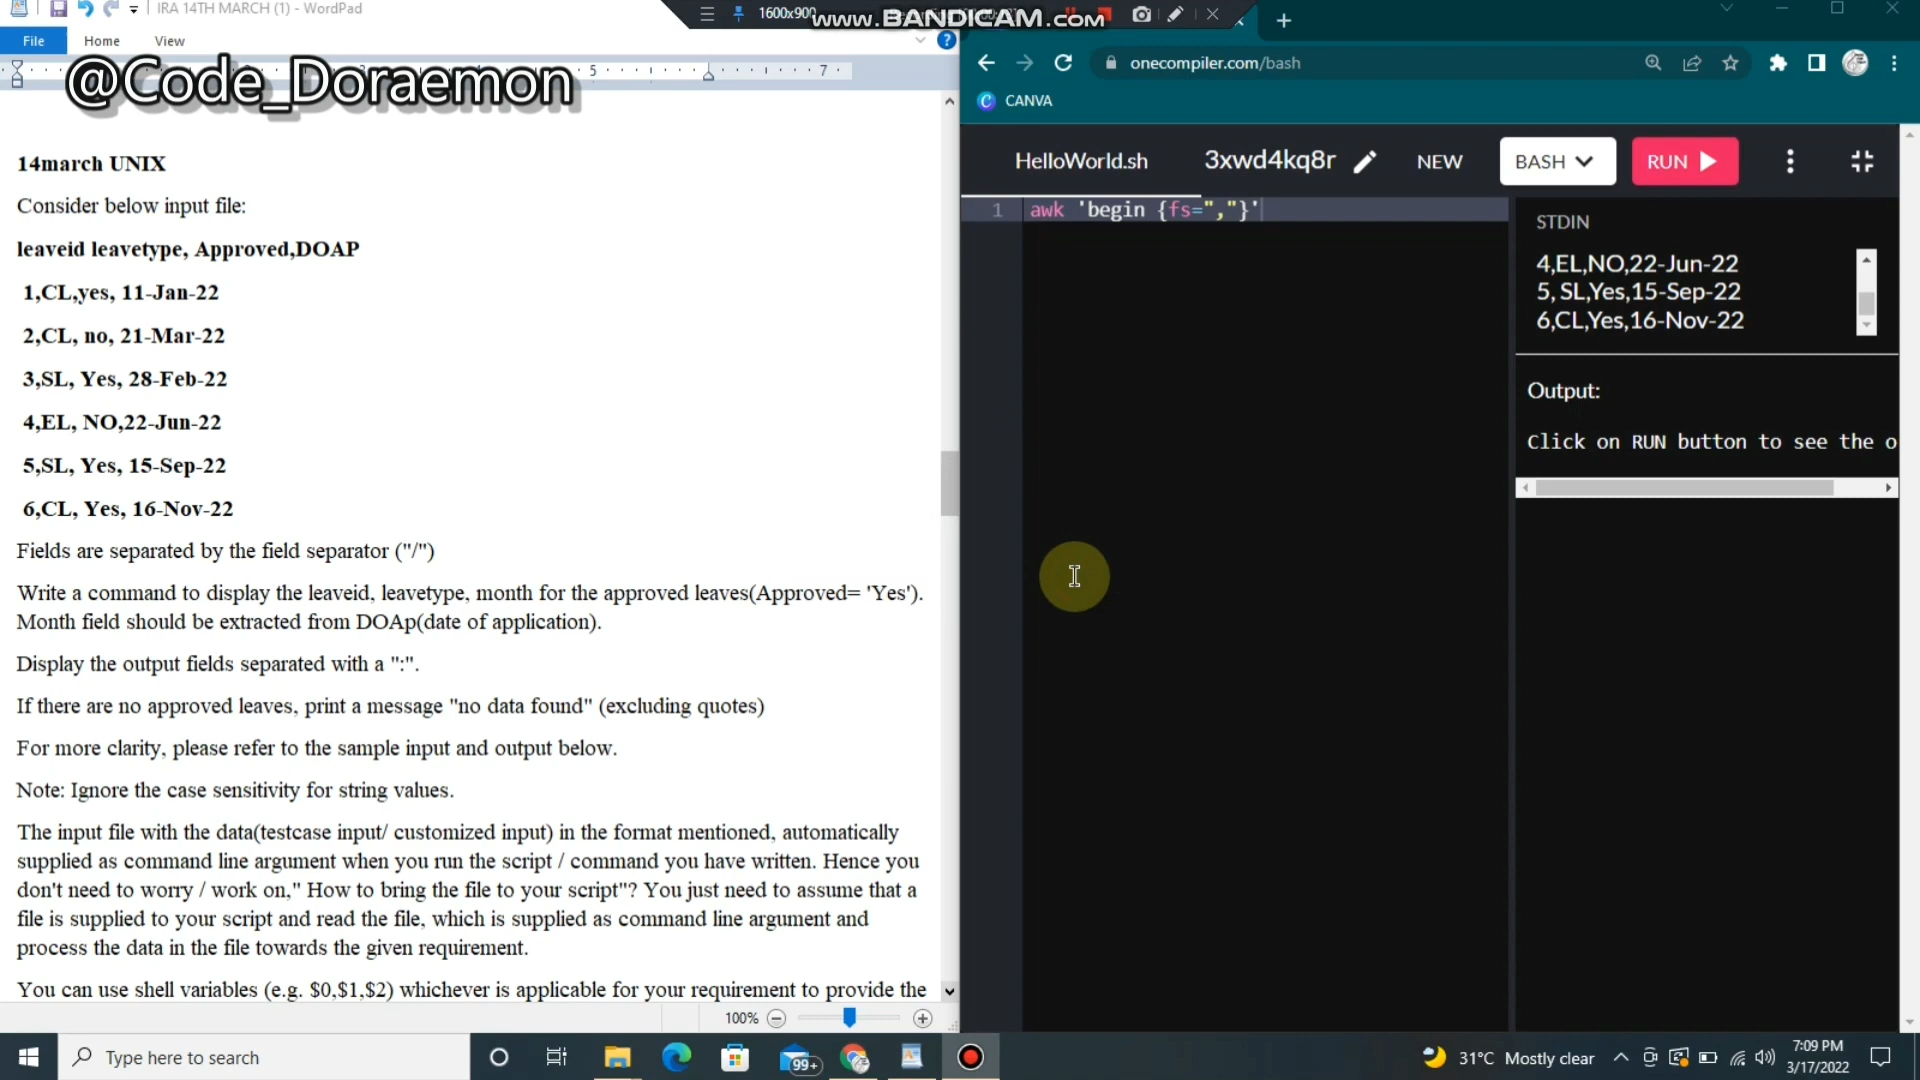 IRA 14TH MARCH (1) - WordPad
1600x900
www.BANDICAM.com
File
Home
View
5
7
@Code_Doraemon
onecompiler.com/bash
CANVA
14march UNIX
Consider below input file:
leaveid leavetype, Approved,DOAP
1,CL,yes, 11-Jan-22
2,CL, no, 21-Mar-22
3,SL, Yes, 28-Feb-22
4,EL, NO,22-Jun-22
5,SL, Yes, 15-Sep-22
6,CL, Yes, 16-Nov-22
Fields are separated by the field separator ("/")
Write a command to display the leaveid, leavetype, month for the approved leaves(Approved= 'Yes').
Month field should be extracted from DOAp(date of application).
Display the output fields separated with a ":".
If there are no approved leaves, print a message "no data found" (excluding quotes)
For more clarity, please refer to the sample input and output below.
Note: Ignore the case sensitivity for string values.
The input file with the data(testcase input/ customized input) in the format mentioned, automatically
supplied as command line argument when you run the script / command you have written. Hence you
don't need to worry / work on," How to bring the file to your script"? You just need to assume that a
file is supplied to your script and read the file, which is supplied as command line argument and
process the data in the file towards the given requirement.
You can use shell variables (e.g. $0,$1,$2) whichever is applicable for your requirement to provide the
100%
HelloWorld.sh
3xwd4kq8r
NEW
BASH
RUN
1
awk 'begin {fs=","}'
STDIN
4,EL,NO,22-Jun-22
5, SL,Yes,15-Sep-22
6,CL,Yes,16-Nov-22
Output:
Click on RUN button to see the o
Type here to search
99+
31°C Mostly clear
7:09 PM
3/17/2022